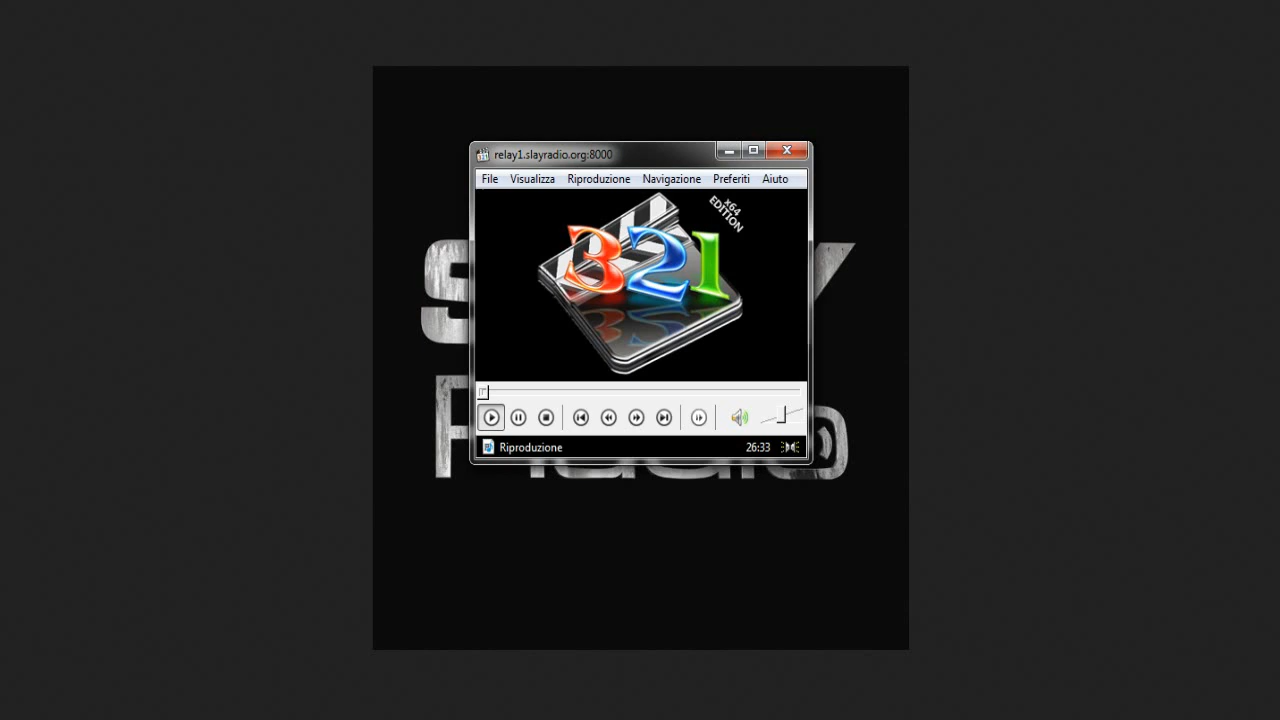 relay1.slayradio.org:8000
File Visualizza Riproduzione Navigazione Preferiti Aiuto
x64
EDITION
321
Riproduzione 26:33